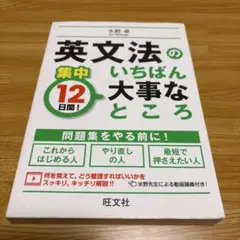 水野 卓
英文法の
集中
12
日間！
いちばん
大事な
ところ
問題集をやる前に！
これから
はじめる人
やり直し
の人
最短で
押さえたい人
何を覚えて、どう整理すればいいかを
スッキリ、キッチリ解説!!
水野先生による動画講義付き！
旺文社